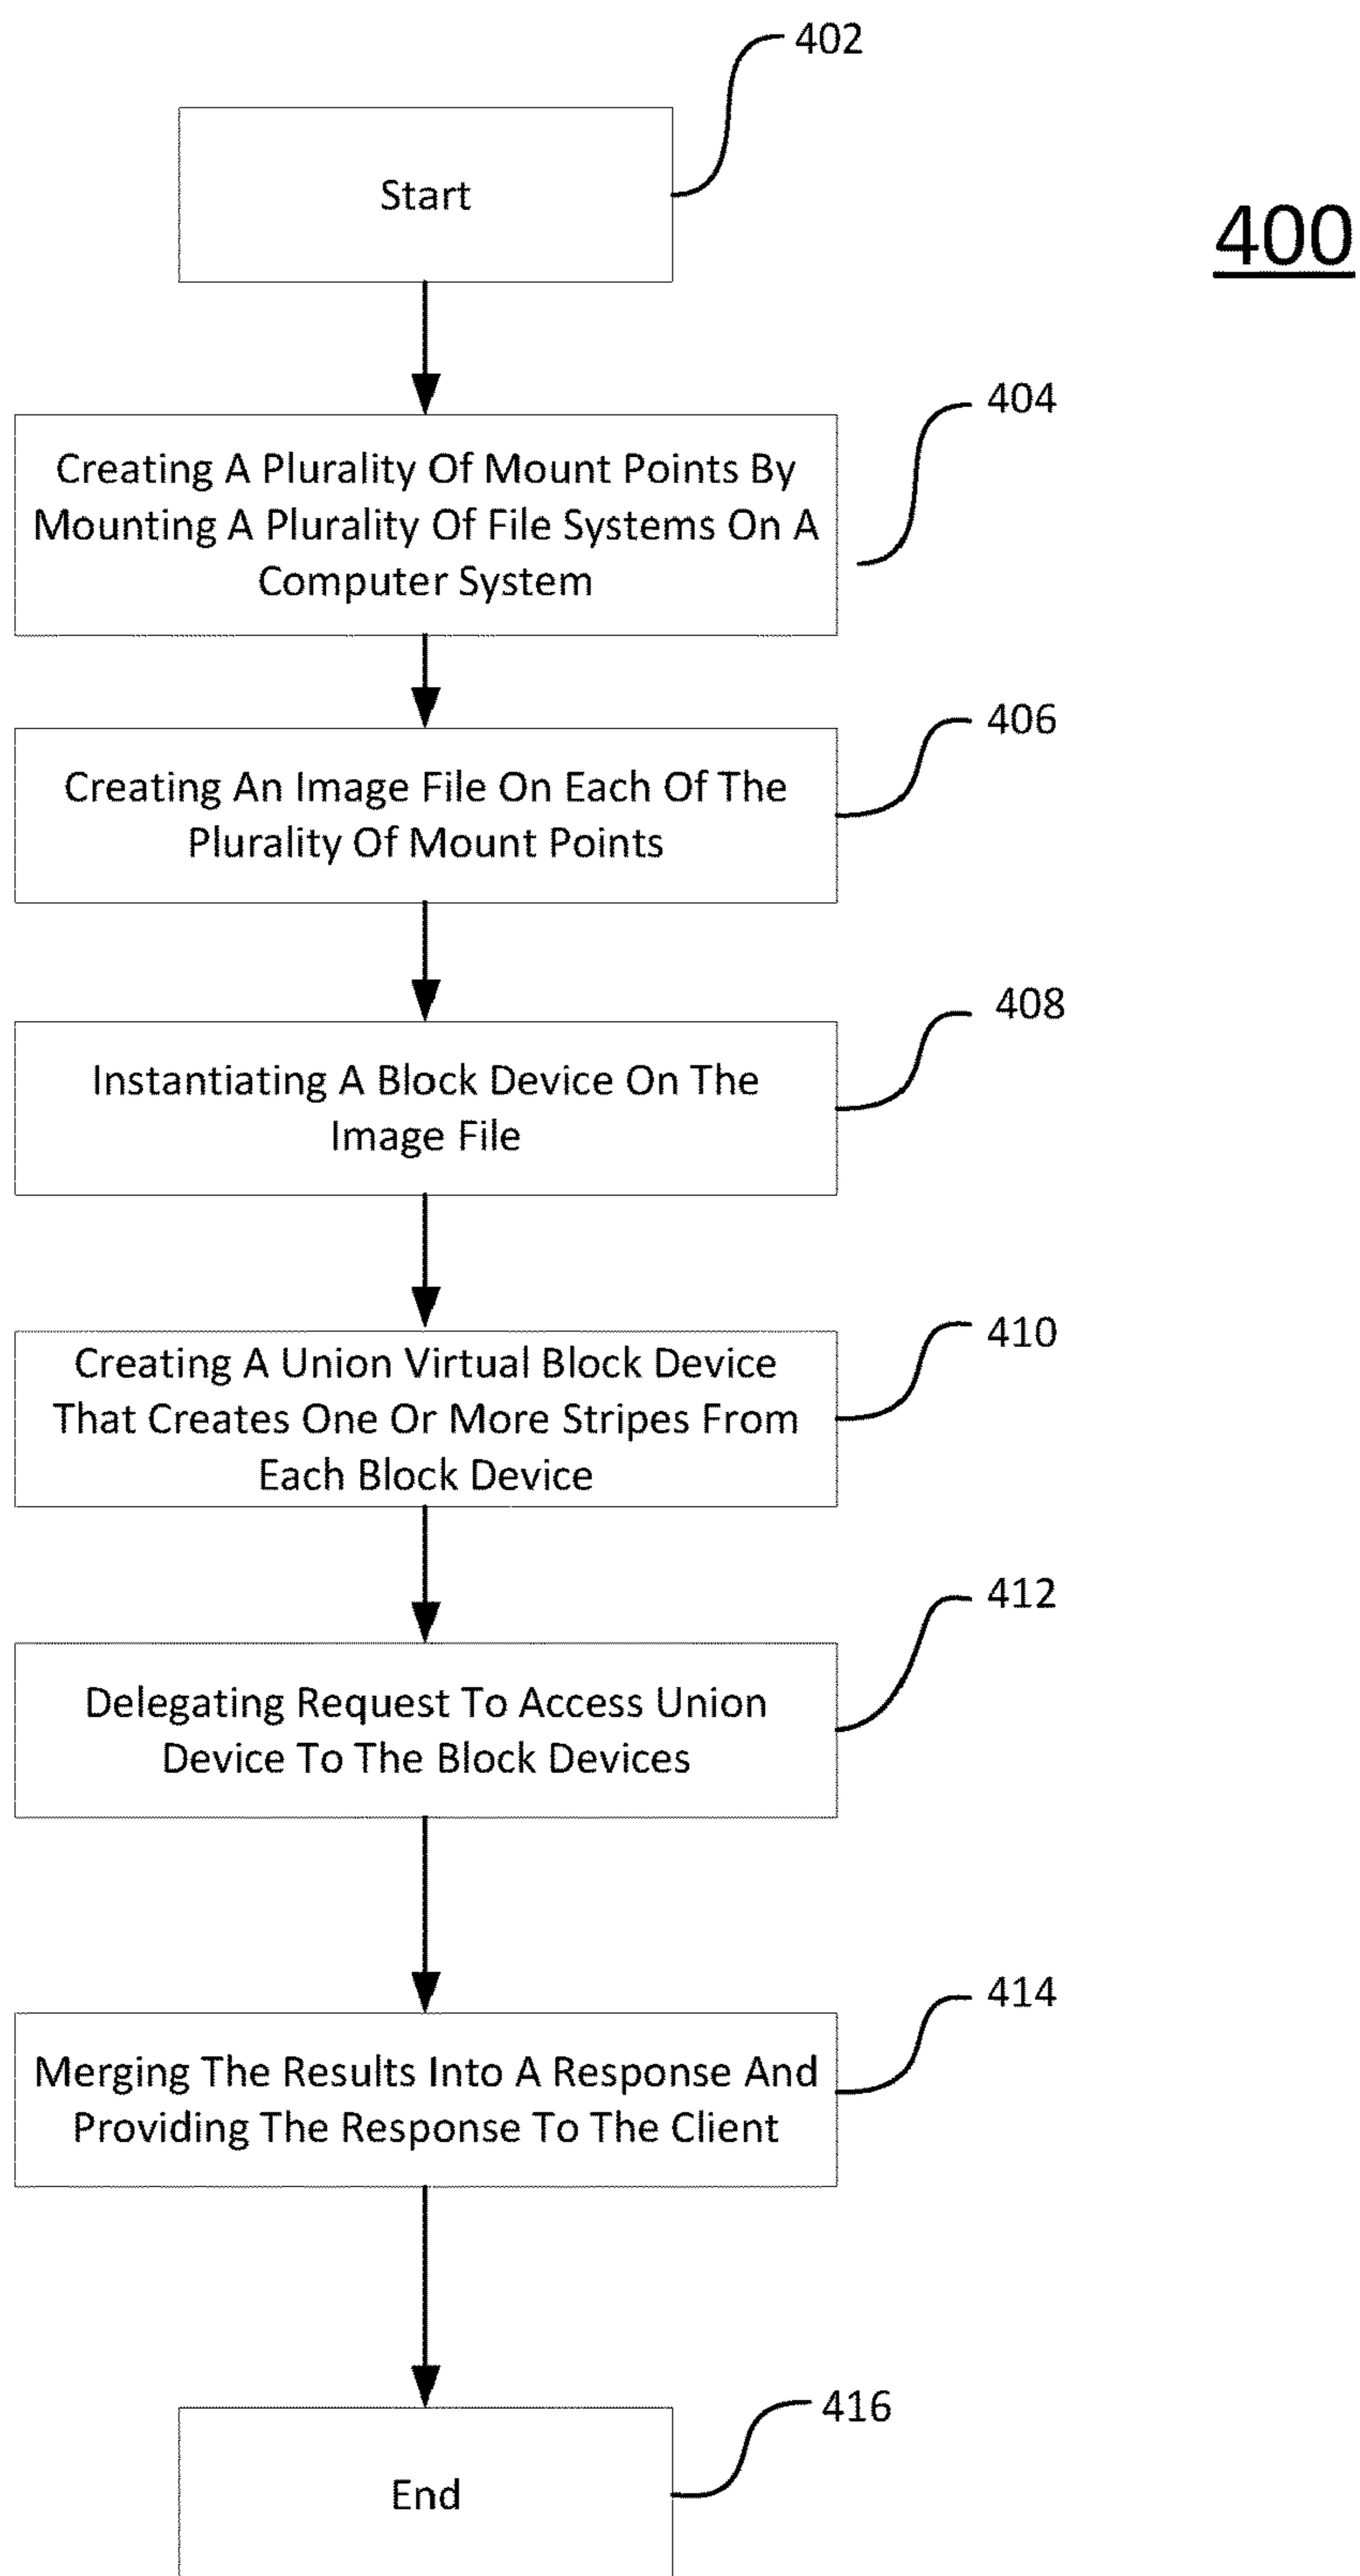 402
Start
400
404
Creating A Plurality Of Mount Points By
Mounting A Plurality Of File Systems On A
Computer System
406
Creating An Image File On Each Of The
Plurality Of Mount Points
408
Instantiating A Block Device On The
Image File
410
Creating A Union Virtual Block Device
That Creates One Or More Stripes From
Each Block Device
412
Delegating Request To Access Union
Device To The Block Devices
414
Merging The Results Into A Response And
Providing The Response To The Client
416
End